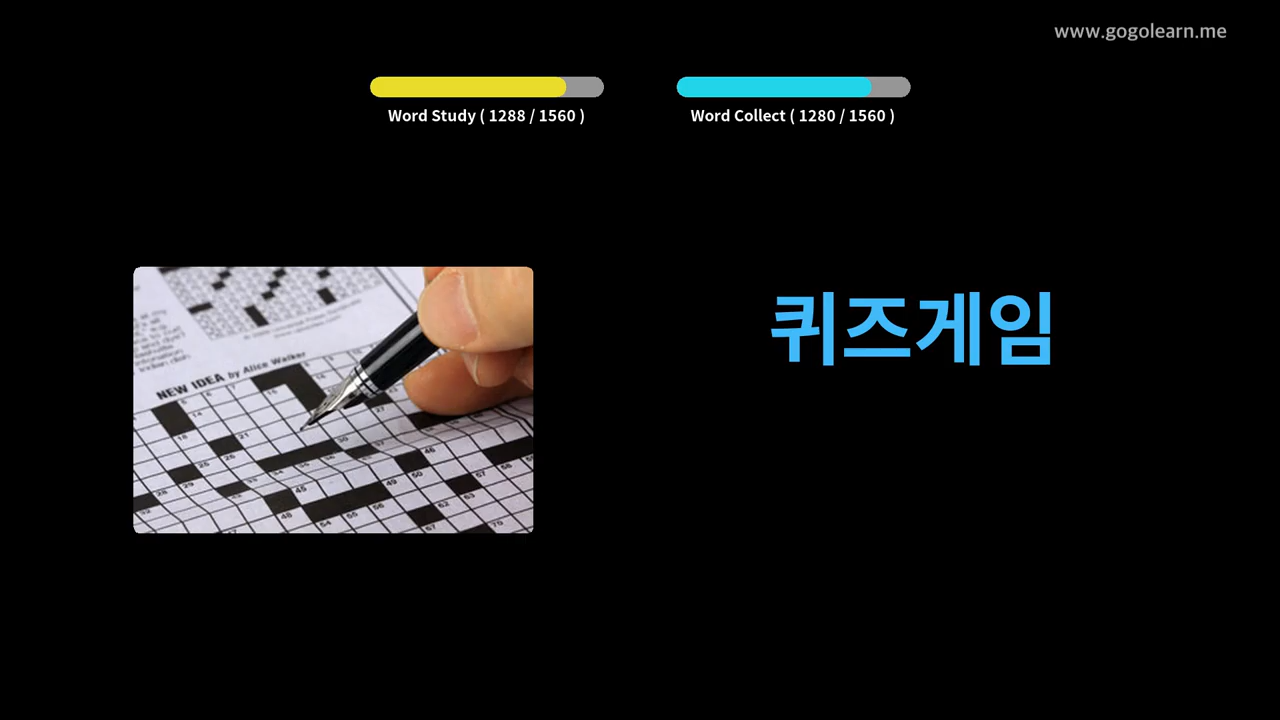 www.gogolearn.me
Word Study ( 1288 / 1560 )
Word Collect ( 1280 / 1560 )
퀴즈게임
NEW IDEA by Alice Walker